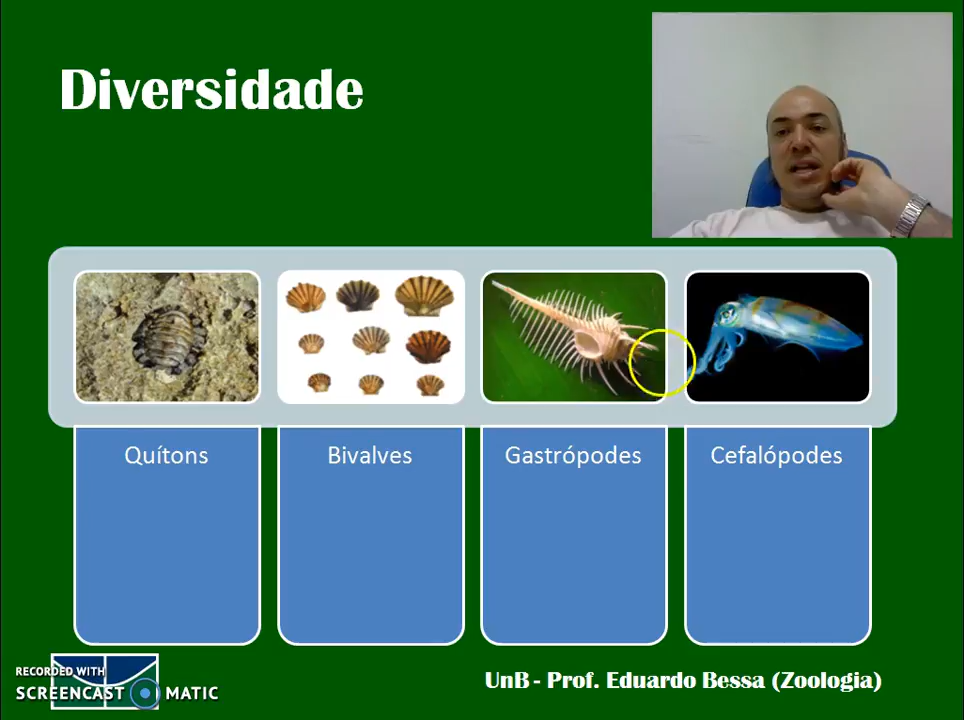 Diversidade
Quítons
Bivalves
Gastrópodes
Cefalópodes
RECORDED WITH
SCREENCAST MATIC
UnB - Prof. Eduardo Bessa (Zoologia)